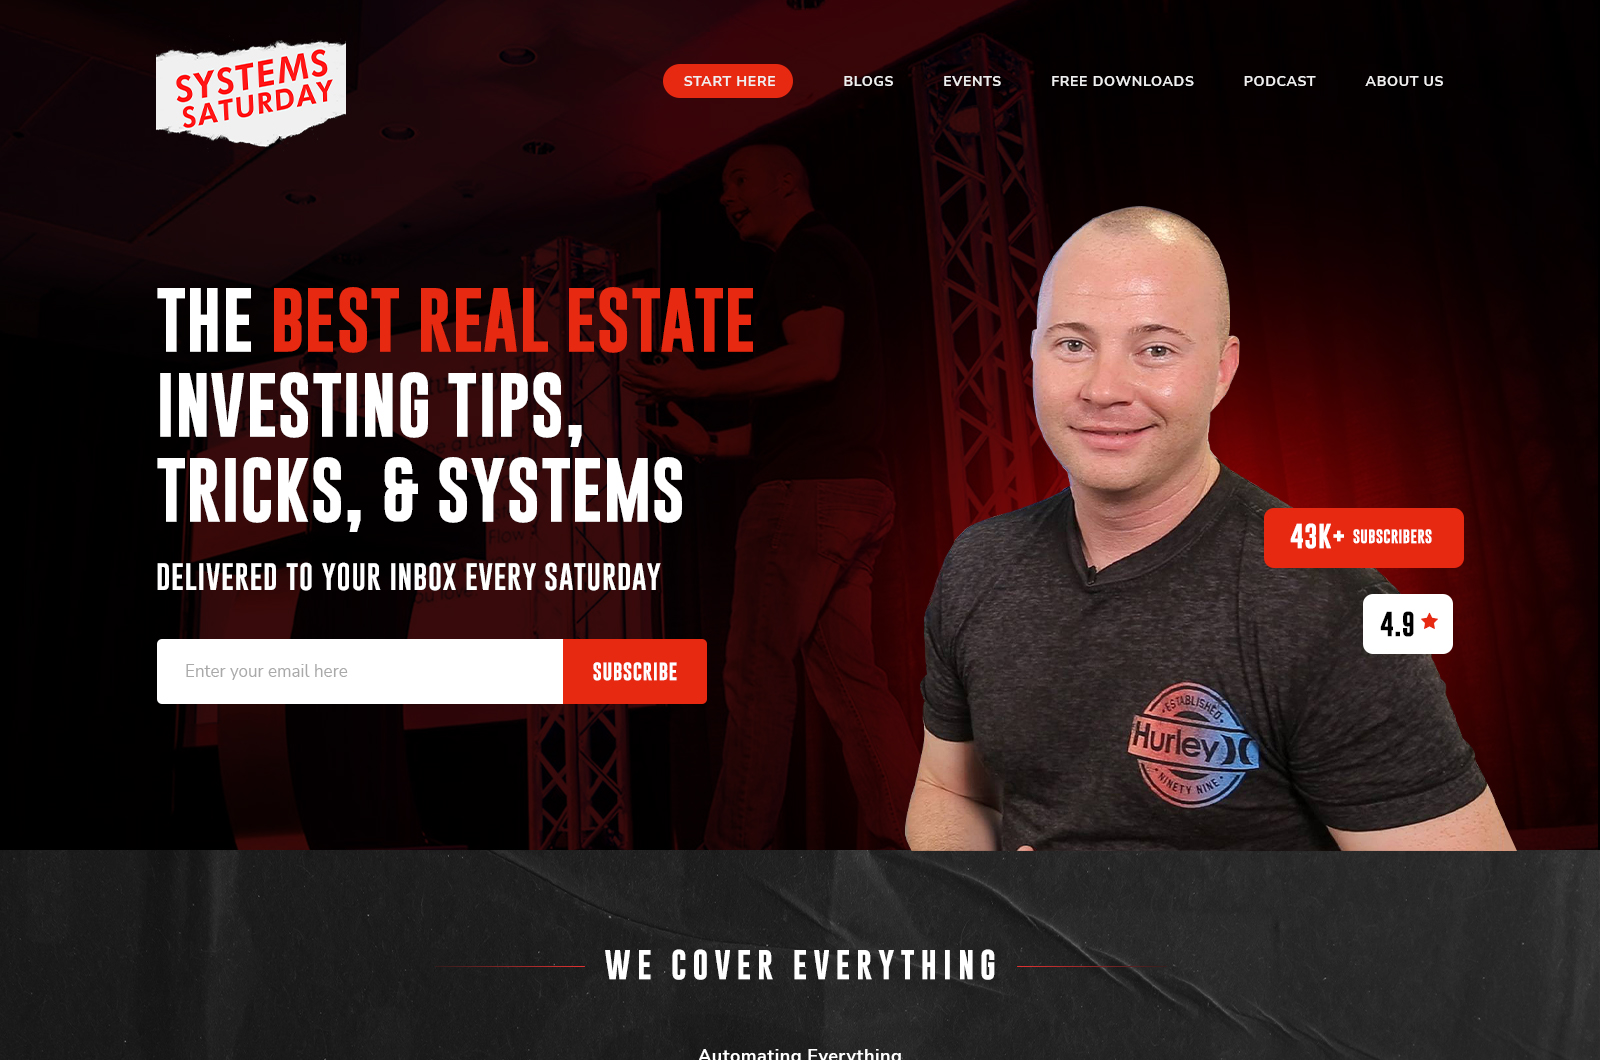 SYSTEMS
SATURDAY
START HERE
BLOGS
EVENTS
FREE DOWNLOADS
PODCAST
ABOUT US
THE BEST REAL ESTATE
INVESTING TIPS,
TRICKS, & SYSTEMS
DELIVERED TO YOUR INBOX EVERY SATURDAY
Enter your email here
SUBSCRIBE
43K+ SUBSCRIBERS
4.9
ESTABLISHED
Hurley
NINETY NINE
WE COVER EVERYTHING
Automating Everything